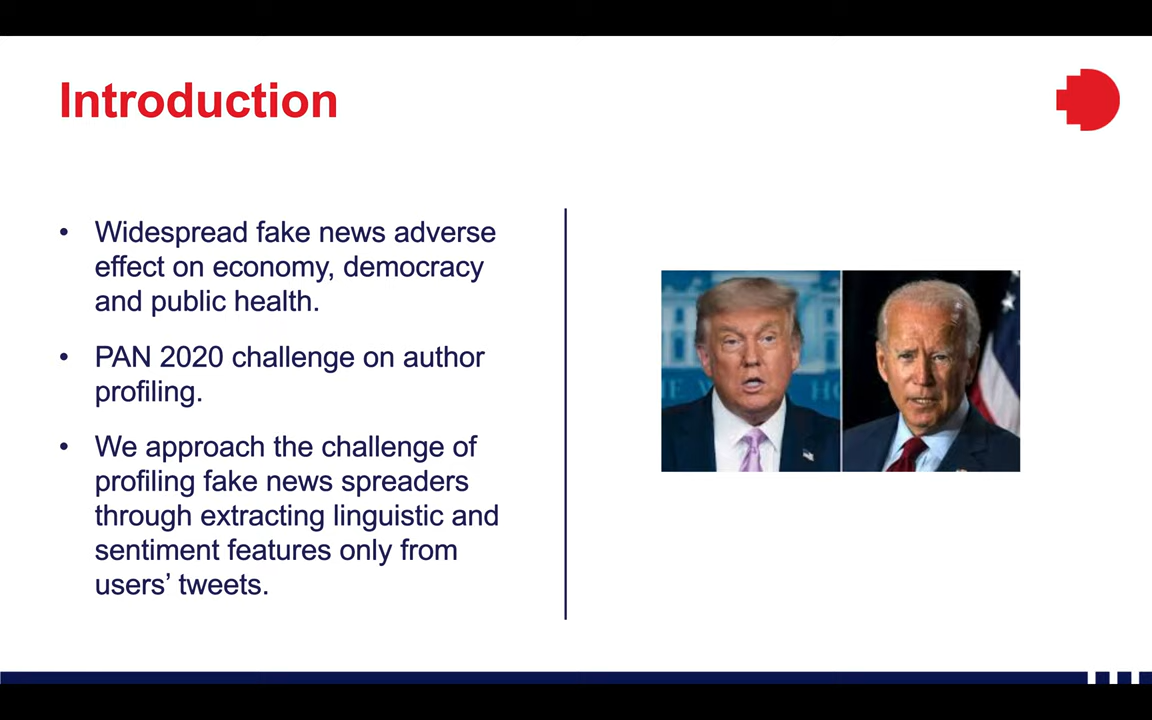 Introduction
• Widespread fake news adverse
effect on economy, democracy
and public health.
• PAN 2020 challenge on author
profiling.
• We approach the challenge of
profiling fake news spreaders
through extracting linguistic and
sentiment features only from
users’ tweets.